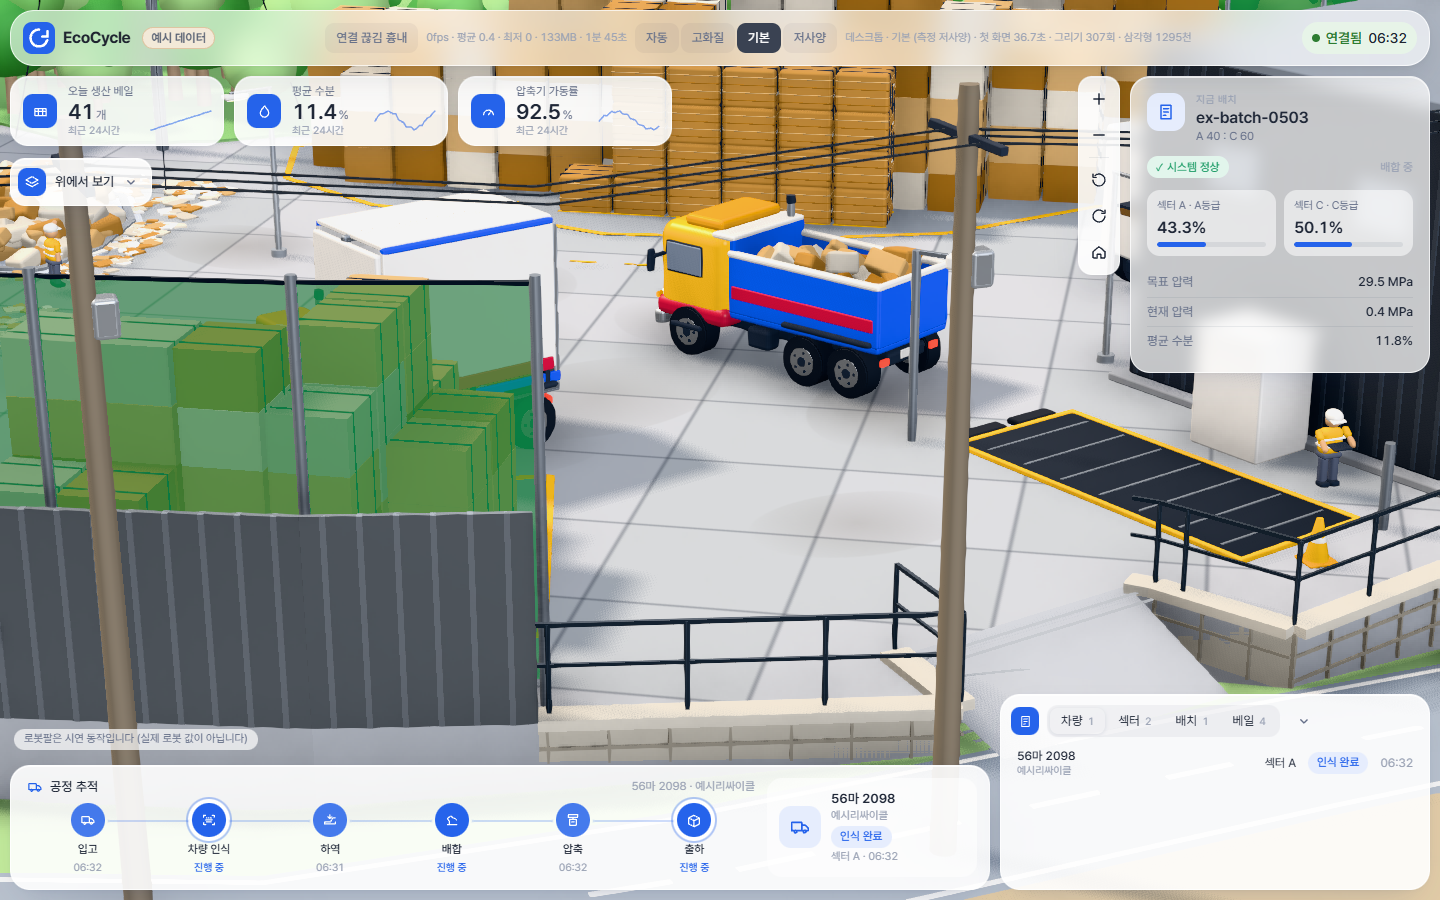 EcoCycle
예시 데이터
연결 끊김 흉내
0fps · 평균 0.4 · 최저 0 · 133MB · 1분 45초
자동
고화질
기본
저사양
데스크톱 · 기본 (측정 저사양) · 첫 화면 36.7초 · 그리기 307회 · 삼각형 1295천
연결됨 06:32
오늘 생산 베일
41개
최근 24시간
평균 수분
11.4%
최근 24시간
압축기 가동률
92.5%
최근 24시간
위에서 보기
지금 배치
ex-batch-0503
A 40 : C 60
✓ 시스템 정상
배합 중
섹터 A · A등급
43.3%
섹터 C · C등급
50.1%
목표 압력 29.5 MPa
현재 압력 0.4 MPa
평균 수분 11.8%
로봇팔은 시연 동작입니다 (실제 로봇 값이 아닙니다)
공정 추적
56마 2098 · 예시리싸이클
입고
06:32
차량 인식
진행 중
하역
06:31
배합
진행 중
압축
06:32
출하
진행 중
56마 2098
예시리싸이클
인식 완료
섹터 A · 06:32
차량 1
섹터 2
배치 1
베일 4
56마 2098
예시리싸이클
섹터 A
인식 완료
06:32